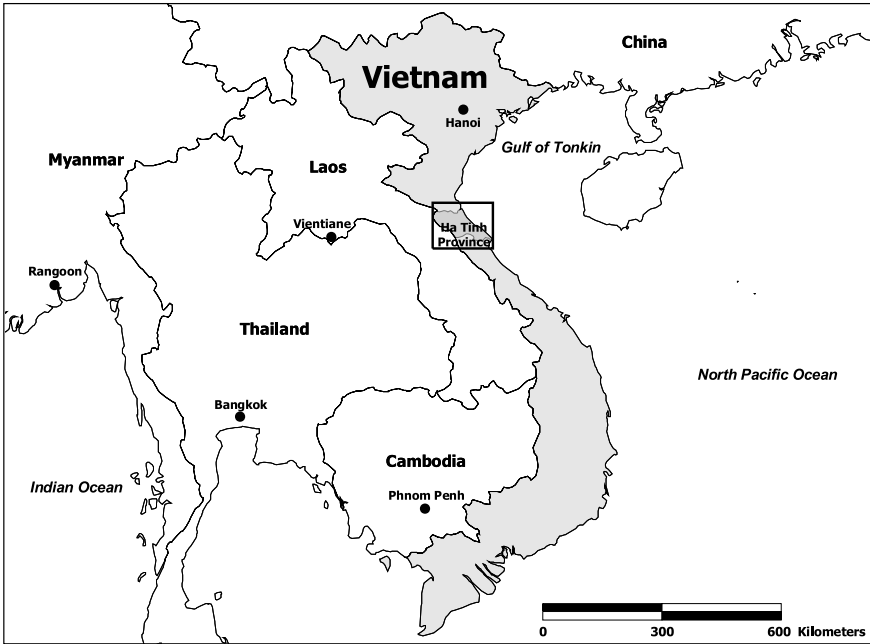 China
Vietnam
Hanoi
Gulf of Tonkin
Myanmar
Laos
Vientiane
Ha Tinh
Province
Rangoon
Thailand
North Pacific Ocean
Bangkok
Cambodia
Indian Ocean
Phnom Penh
0 300 600 Kilometers